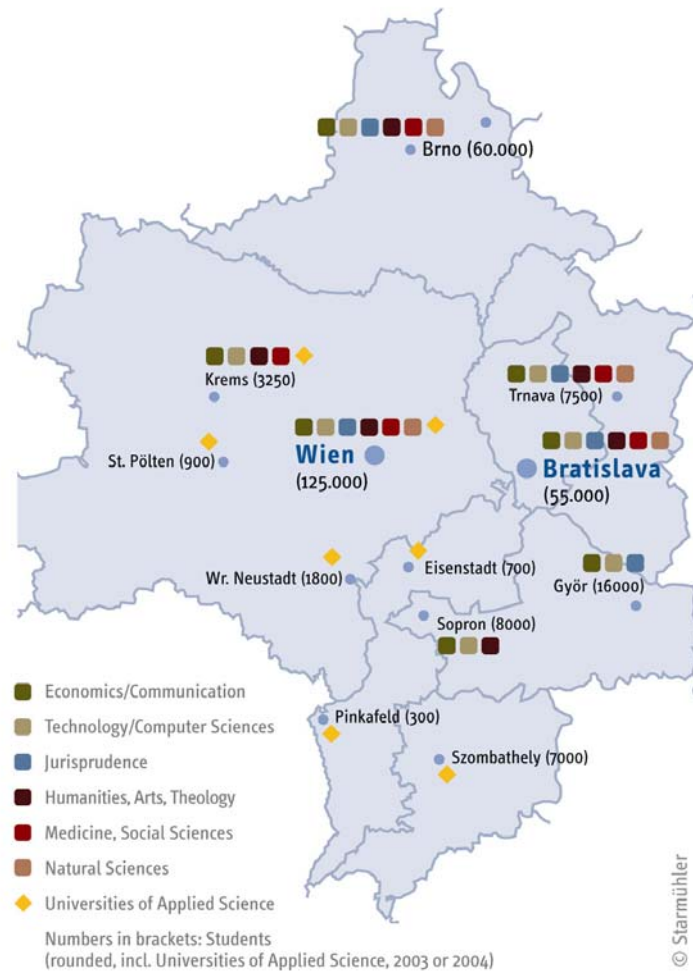 Brno (60.000)
Krems (3250)
Trnava (7500)
Wien
(125.000)
Bratislava
(55.000)
St. Pölten (900)
Wr. Neustadt (1800)
Eisenstadt (700)
Györ (16000)
Sopron (8000)
Pinkafeld (300)
Szombathely (7000)
Economics/Communication
Technology/Computer Sciences
Jurisprudence
Humanities, Arts, Theology
Medicine, Social Sciences
Natural Sciences
Universities of Applied Science
Numbers in brackets: Students
(rounded, incl. Universities of Applied Science, 2003 or 2004)
© Starmühler